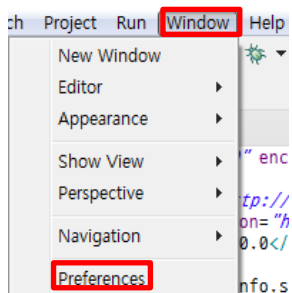 ch Project Run Window Help
New Window
Editor
Appearance
Show View
" enc
Perspective
tp://
on="h
Navigation
0.0</
Preferences
nfo.s